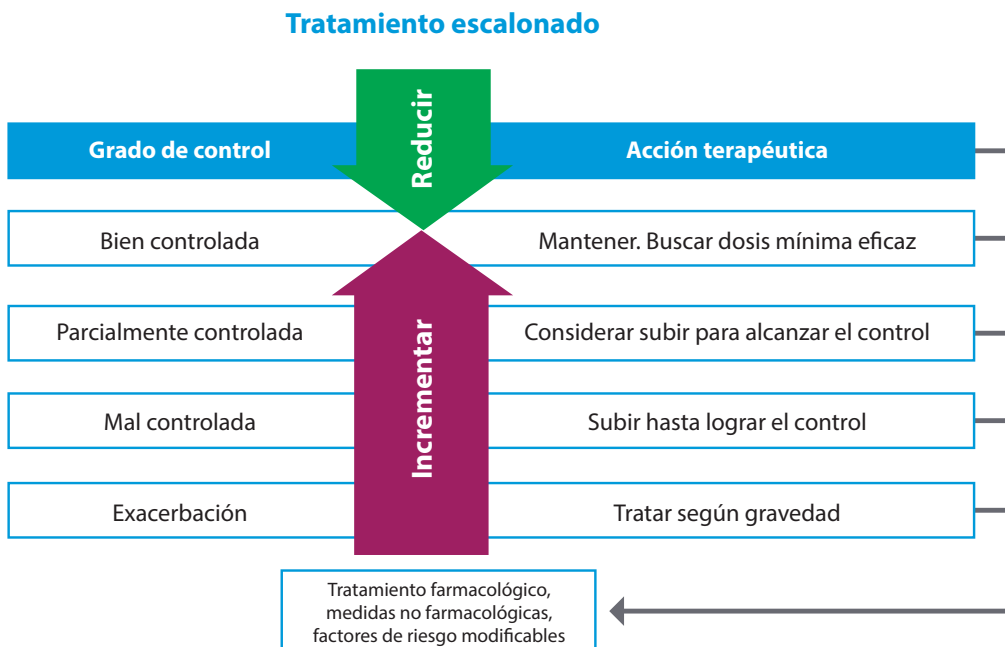 Tratamiento escalonado
Reducir
Grado de control
Acción terapéutica
Bien controlada
Mantener. Buscar dosis mínima eficaz
Parcialmente controlada
Considerar subir para alcanzar el control
Mal controlada
Subir hasta lograr el control
Exacerbación
Tratar según gravedad
Incrementar
Tratamiento farmacológico,
medidas no farmacológicas,
factores de riesgo modificables